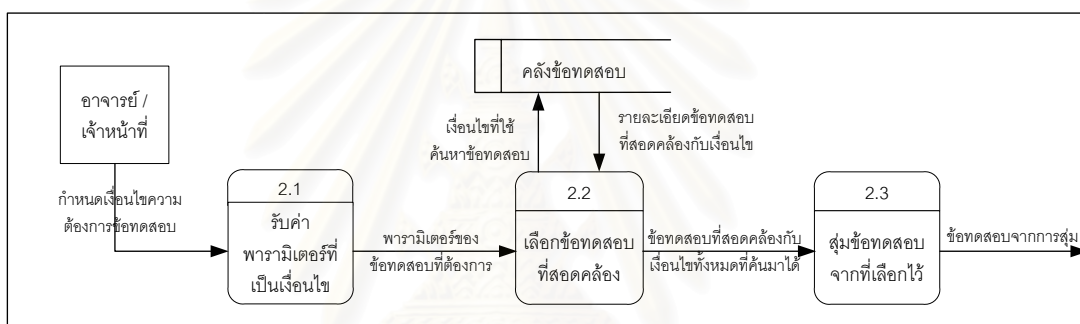 คลังข้อทดสอบ
อาจารย์ /
เจ้าหน้าที่
เงื่อนไขที่ใช้
ค้นหาข้อทดสอบ
รายละเอียดข้อทดสอบ
ที่สอดคล้องกับเงื่อนไข
กำหนดเงื่อนไขความ
ต้องการข้อทดสอบ
2.1
รับค่า
พารามิเตอร์ที่
เป็นเงื่อนไข
พารามิเตอร์ของ
ข้อทดสอบที่ต้องการ
2.2
เลือกข้อทดสอบ
ที่สอดคล้อง
ข้อทดสอบที่สอดคล้องกับ
เงื่อนไขทั้งหมดที่ค้นมาได้
2.3
สุ่มข้อทดสอบ
จากที่เลือกไว้
ข้อทดสอบจากการสุ่ม